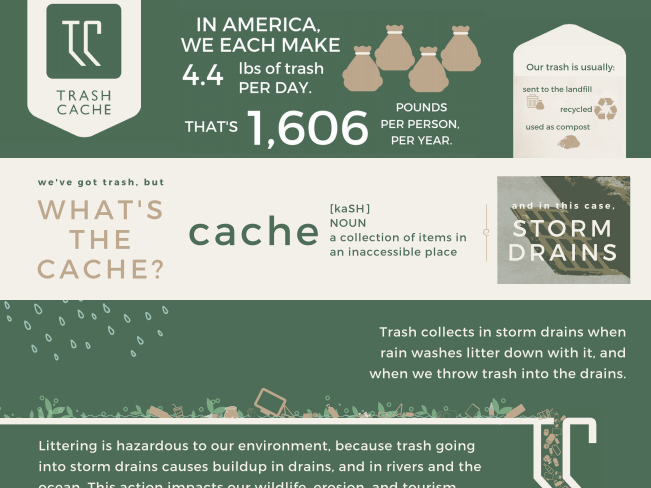 TC
TRASH
CACHE
IN AMERICA,
WE EACH MAKE
4.4 lbs of trash
PER DAY.
THAT'S 1,606
POUNDS
PER PERSON,
PER YEAR.
Our trash is usually:
sent to the landfill
recycled
used as compost
we've got trash, but
WHAT'S
THE
CACHE?
cache
[kaSH]
NOUN
a collection of items in
an inaccessible place
and in this case,
STORM
DRAINS
Trash collects in storm drains when
rain washes litter down with it, and
when we throw trash into the drains.
Littering is hazardous to our environment, because trash going
into storm drains causes buildup in drains, and in rivers and the
ocean. This action impacts our wildlife, erosion, and tourism.